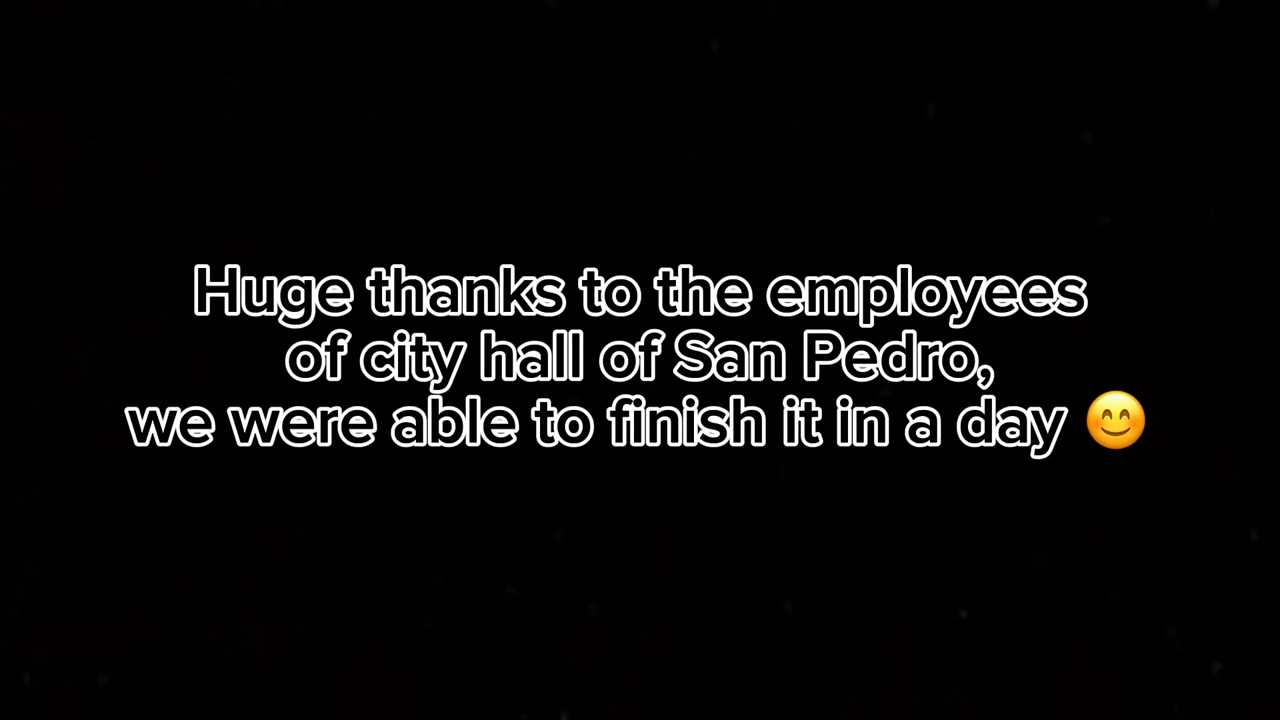 Huge thanks to the employees
of city hall of San Pedro,
we were able to finish it in a day 😊